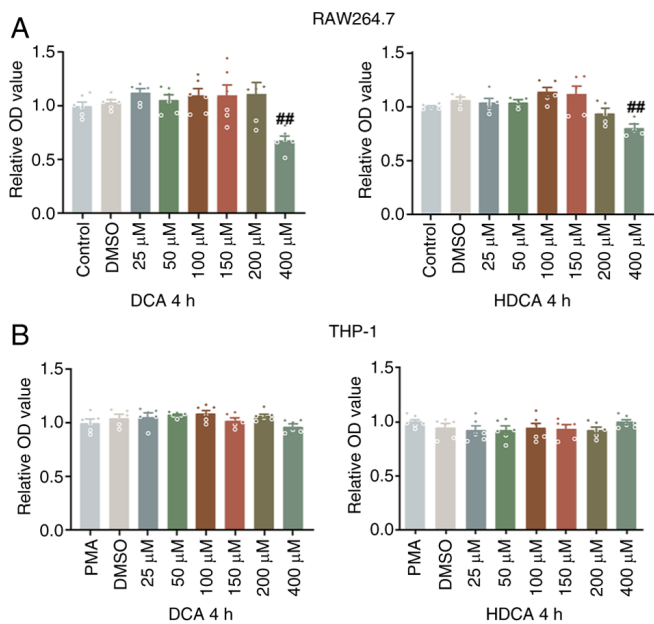 A
RAW264.7
Relative OD value
1.5
1.0
0.5
0.0
##
Control
DMSO
25 µM
50 µM
100 µM
150 µM
200 µM
400 µM
DCA 4 h
Relative OD value
1.5
1.0
0.5
0.0
##
Control
DMSO
25 µM
50 µM
100 µM
150 µM
200 µM
400 µM
HDCA 4 h
B
THP-1
Relative OD value
1.5
1.0
0.5
0.0
PMA
DMSO
25 µM
50 µM
100 µM
150 µM
200 µM
400 µM
DCA 4 h
Relative OD value
1.5
1.0
0.5
0.0
PMA
DMSO
25 µM
50 µM
100 µM
150 µM
200 µM
400 µM
HDCA 4 h